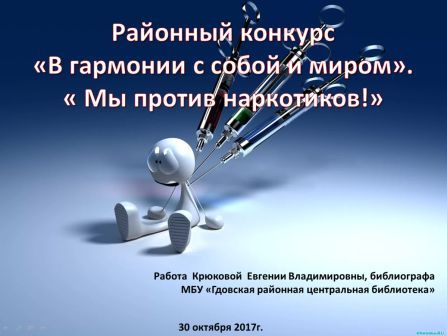 Районный конкурс
«В гармонии с собой и миром».
« Мы против наркотиков!»
Работа Крюковой Евгении Владимировны, библиографа
МБУ «Гдовская районная центральная библиотека»
30 октября 2017г.